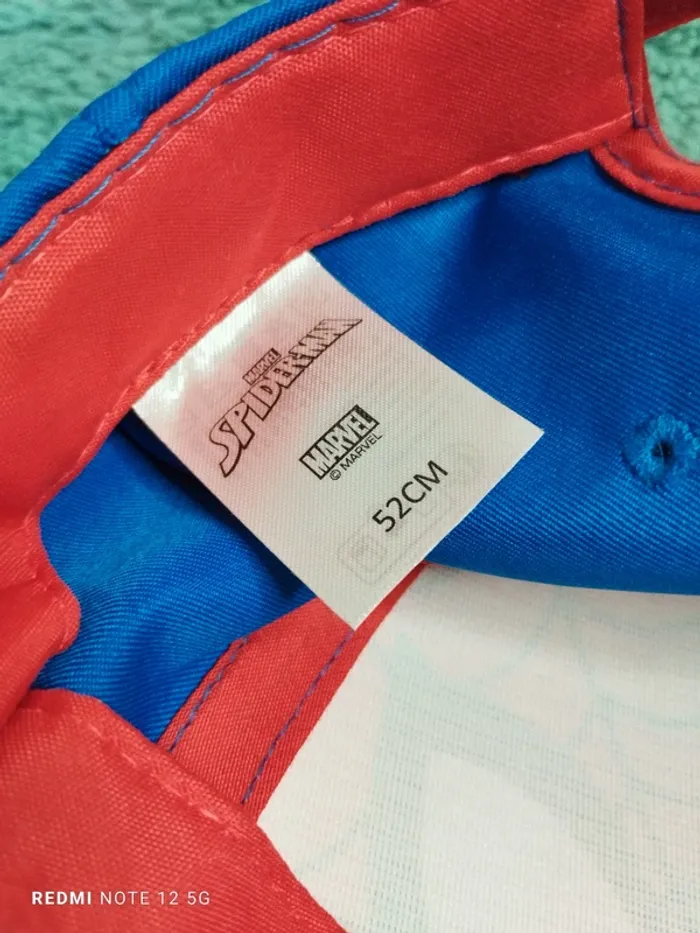 MARVEL
SPIDER-MAN
MARVEL
© MARVEL
52CM
REDMI NOTE 12 5G